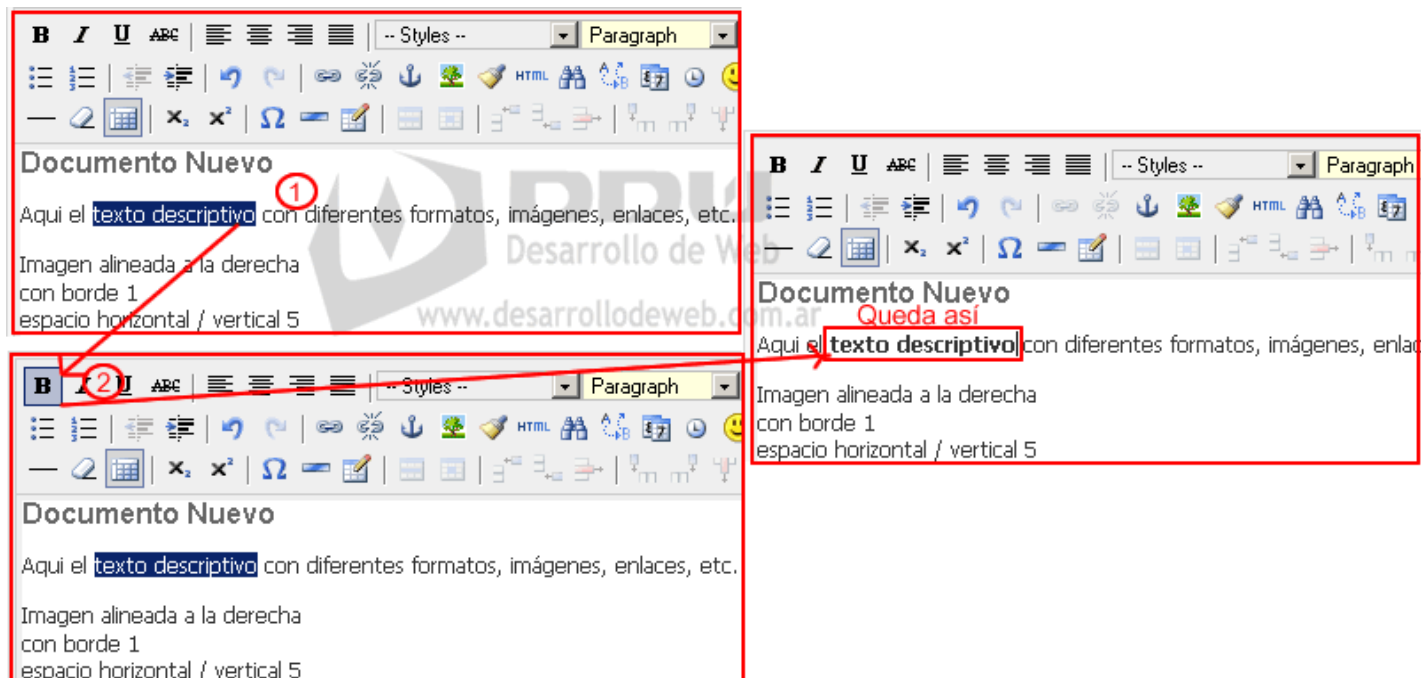 B I U ABC -- Styles -- Paragraph
HTML
Documento Nuevo
1
Aqui el texto descriptivo con diferentes formatos, imágenes, enlaces, etc.
Imagen alineada a la derecha
con borde 1
espacio horizontal / vertical 5
Desarrollo de Web
www.desarrollodeweb.com.ar
B I U ABC -- Styles -- Paragraph
2
HTML
Documento Nuevo
Aqui el texto descriptivo con diferentes formatos, imágenes, enlaces, etc.
Imagen alineada a la derecha
con borde 1
espacio horizontal / vertical 5
B I U ABC -- Styles -- Paragraph
HTML
Documento Nuevo
Queda así
Aqui el texto descriptivo con diferentes formatos, imágenes, enlac
Imagen alineada a la derecha
con borde 1
espacio horizontal / vertical 5